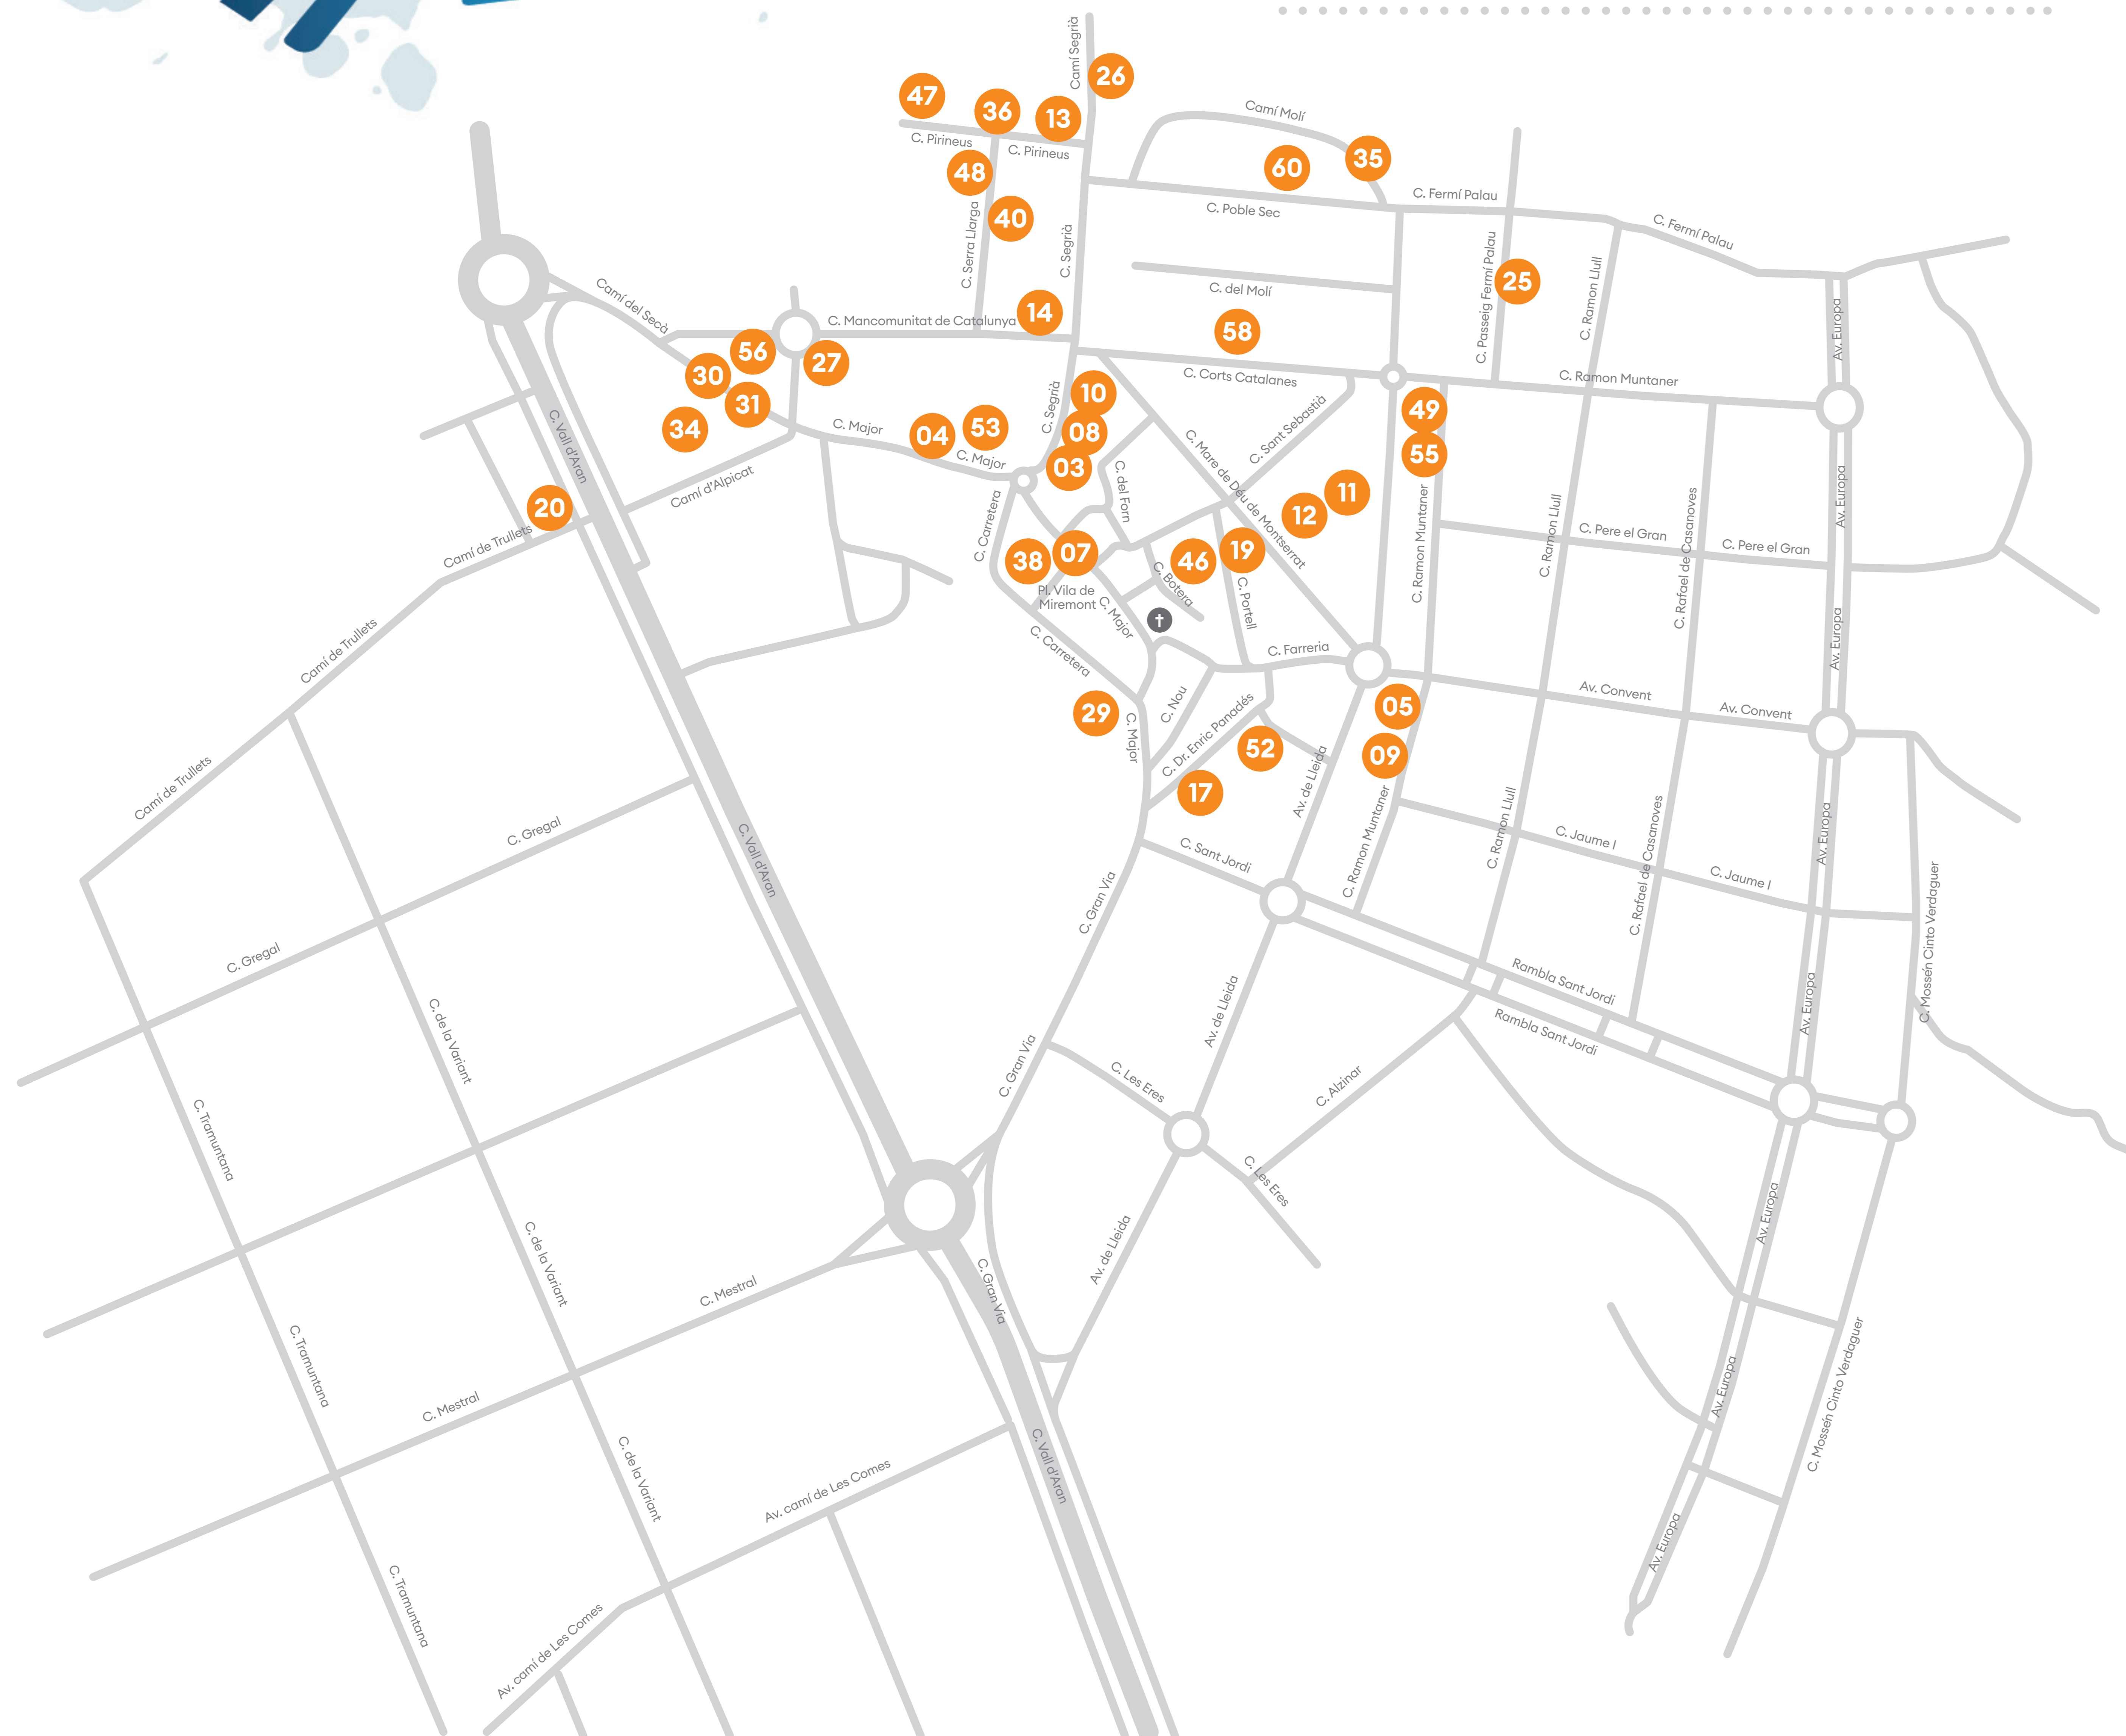 Camí Segrià
26
47
36
13
C. Pirineus
C. Pirineus
48
40
C. Serra Llarga
C. Segrià
14
Camí Molí
60
35
C. Poble Sec
C. Fermí Palau
C. Fermí Palau
C. Passeig Fermí Palau
25
C. Ramon Llull
Av. Europa
C. del Molí
58
Camí del Secà
C. Mancomunitat de Catalunya
56
27
30
31
34
C. Corts Catalanes
C. Ramon Muntaner
10
C. Segrià
08
03
C. Major
04
53
C. Major
C. Vall d'Aran
Camí d'Alpicat
20
Camí de Trullets
C. Sant Sebastià
C. Mare de Déu de Montserrat
49
55
11
12
C. del Forn
C. Carretera
38
07
46
19
C. Botera
C. Portell
Pl. Vila de
Miremont
C. Major
✝
C. Ramon Muntaner
C. Ramon Llull
C. Pere el Gran
C. Pere el Gran
C. Rafael de Casanoves
Av. Europa
Av. Europa
C. Carretera
C. Farreria
Camí de Trullets
29
C. Major
C. Nou
C. Dr. Enric Panadés
52
17
05
09
Av. Convent
Av. Convent
Av. de Lleida
C. Ramon Muntaner
C. Ramon Llull
Camí de Trullets
C. Gregal
C. Vall d'Aran
C. Sant Jordi
C. Jaume I
C. Jaume I
C. Rafael de Casanoves
Av. Europa
C. Mossén Cinto Verdaguer
C. Gran Via
C. Gregal
C. de la Variant
Av. de Lleida
Rambla Sant Jordi
Rambla Sant Jordi
Av. Europa
C. Gran Via
C. Les Eres
C. Alzinar
C. Tramuntana
C. Les Eres
C. de la Variant
C. Mestral
C. Gran Via
Av. de Lleida
Av. Europa
C. Tramuntana
C. Mestral
Av. Europa
C. Mossén Cinto Verdaguer
C. de la Variant
Av. camí de Les Comes
C. Vall d'Aran
Av. Europa
C. Tramuntana
Av. camí de Les Comes